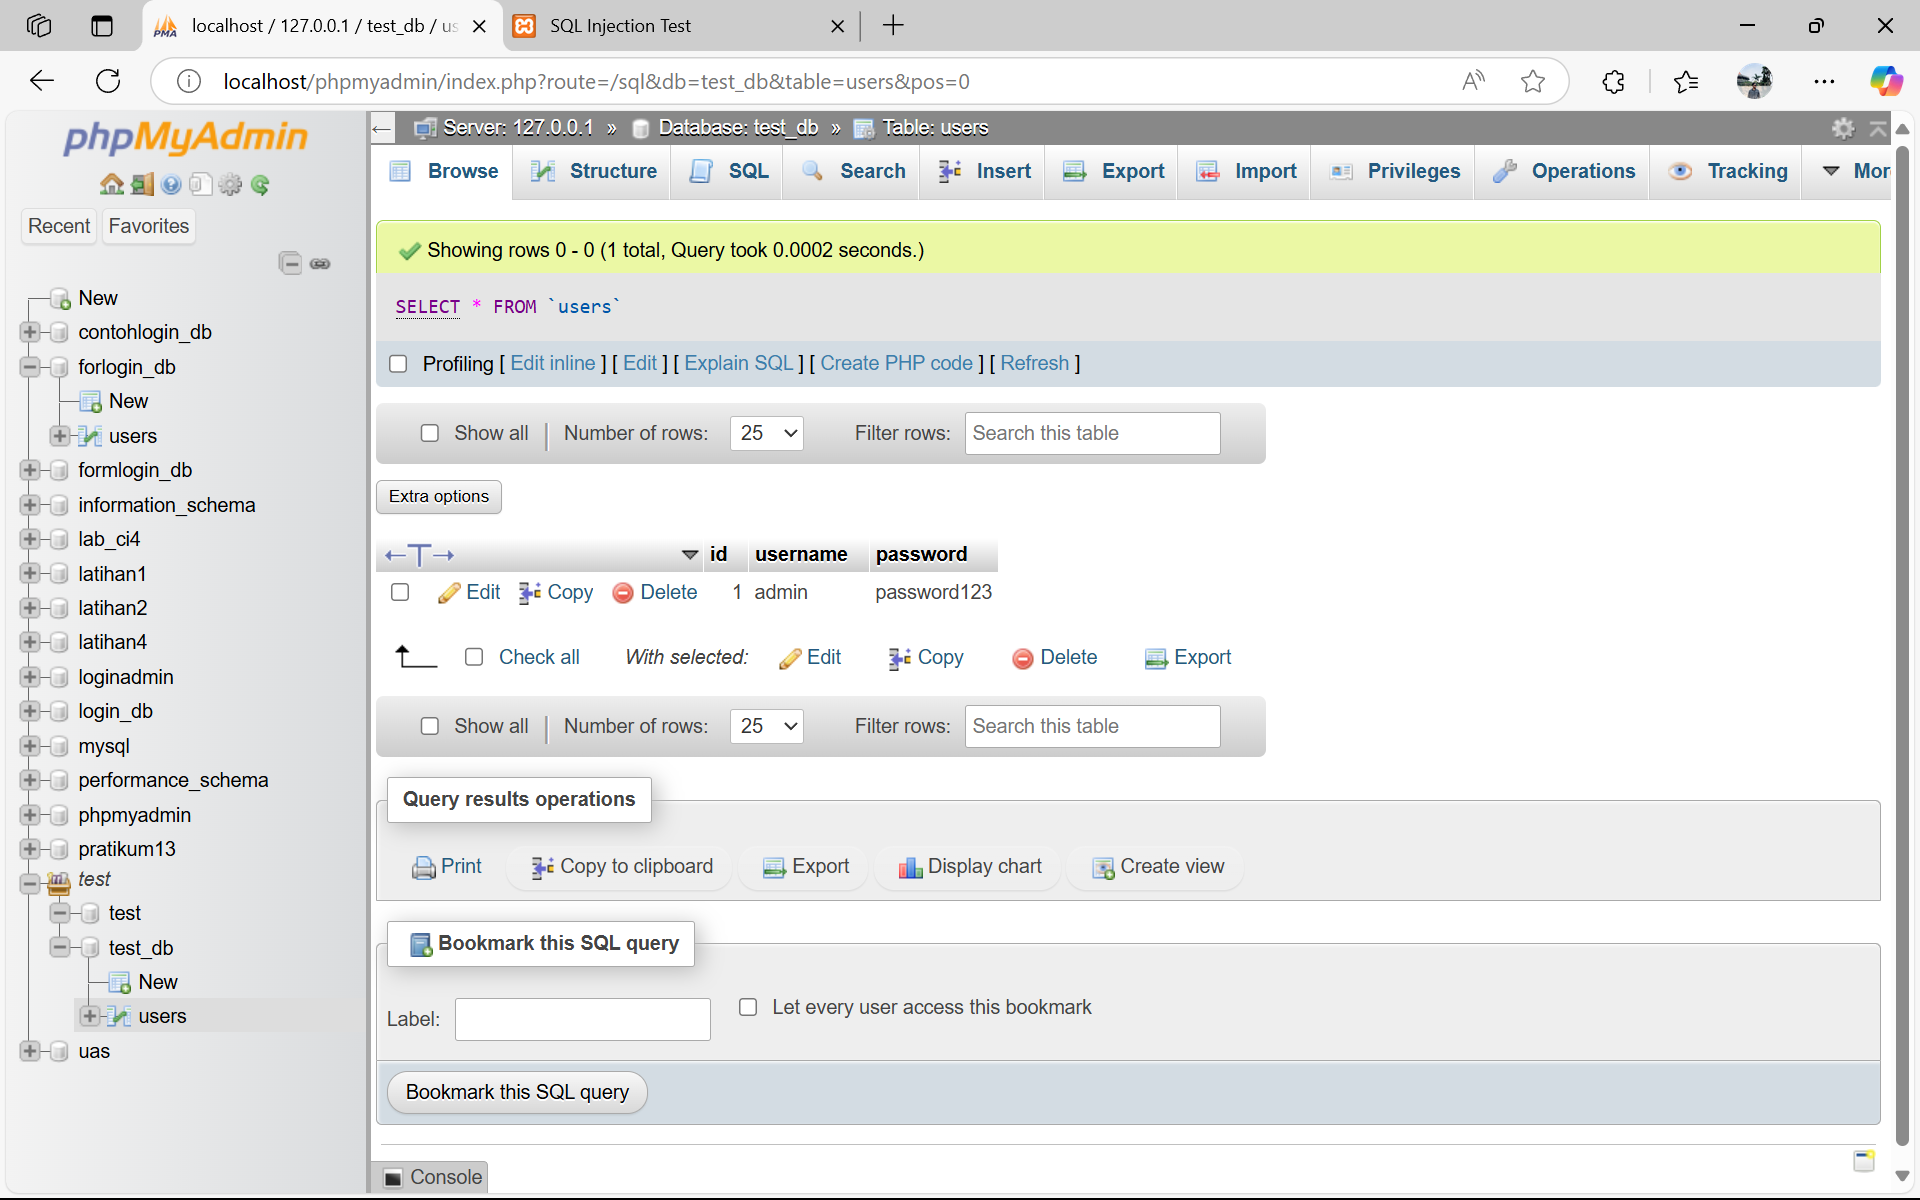 localhost / 127.0.0.1 / test_db / us
SQL Injection Test
localhost/phpmyadmin/index.php?route=/sql&db=test_db&table=users&pos=0
phpMyAdmin
Recent
Favorites
New
contohlogin_db
forlogin_db
New
users
formlogin_db
information_schema
lab_ci4
latihan1
latihan2
latihan4
loginadmin
login_db
mysql
performance_schema
phpmyadmin
pratikum13
test
test
test_db
New
users
uas
Server: 127.0.0.1 » Database: test_db » Table: users
Browse Structure SQL Search Insert Export Import Privileges Operations Tracking Mor
Showing rows 0 - 0 (1 total, Query took 0.0002 seconds.)
SELECT * FROM `users`
Profiling [ Edit inline ] [ Edit ] [ Explain SQL ] [ Create PHP code ] [ Refresh ]
Show all | Number of rows: 25 Filter rows: Search this table
Extra options
←T→ id username password
Edit Copy Delete 1 admin password123
Check all With selected: Edit Copy Delete Export
Show all | Number of rows: 25 Filter rows: Search this table
Query results operations
Print Copy to clipboard Export Display chart Create view
Bookmark this SQL query
Label: Let every user access this bookmark
Bookmark this SQL query
Console